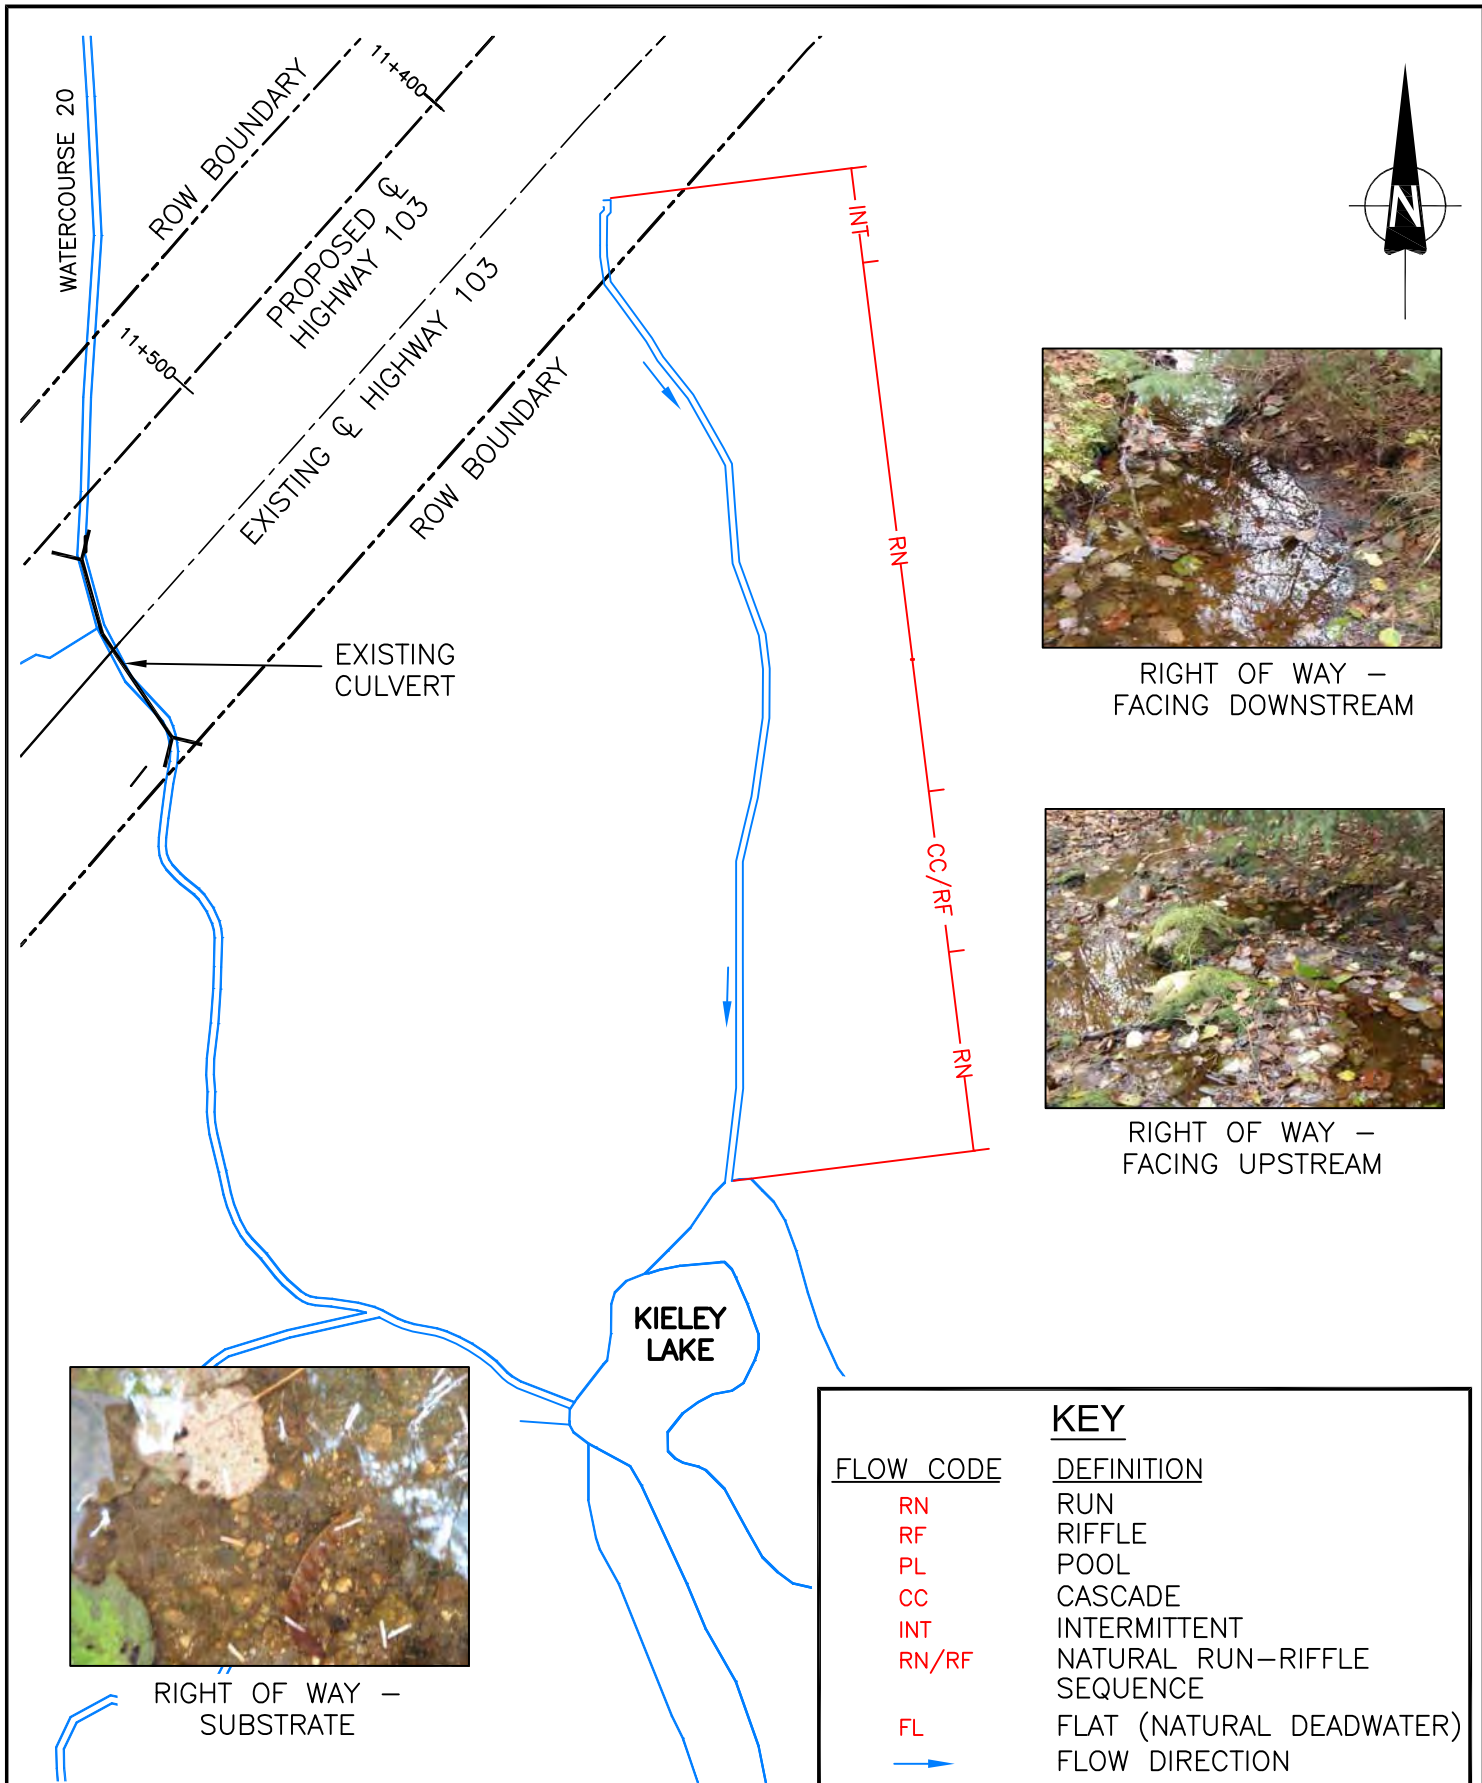 WATERCOURSE 20
ROW BOUNDARY
11+400
PROPOSED ℄
HIGHWAY 103
11+500
EXISTING ℄ HIGHWAY 103
ROW BOUNDARY
EXISTING
CULVERT
INT
RN
CC/RF
RN
N
RIGHT OF WAY –
FACING DOWNSTREAM
RIGHT OF WAY –
FACING UPSTREAM
KIELEY
LAKE
RIGHT OF WAY –
SUBSTRATE
KEY
FLOW CODE DEFINITION
RN RUN
RF RIFFLE
PL POOL
CC CASCADE
INT INTERMITTENT
RN/RF NATURAL RUN–RIFFLE
SEQUENCE
FL FLAT (NATURAL DEADWATER)
FLOW DIRECTION